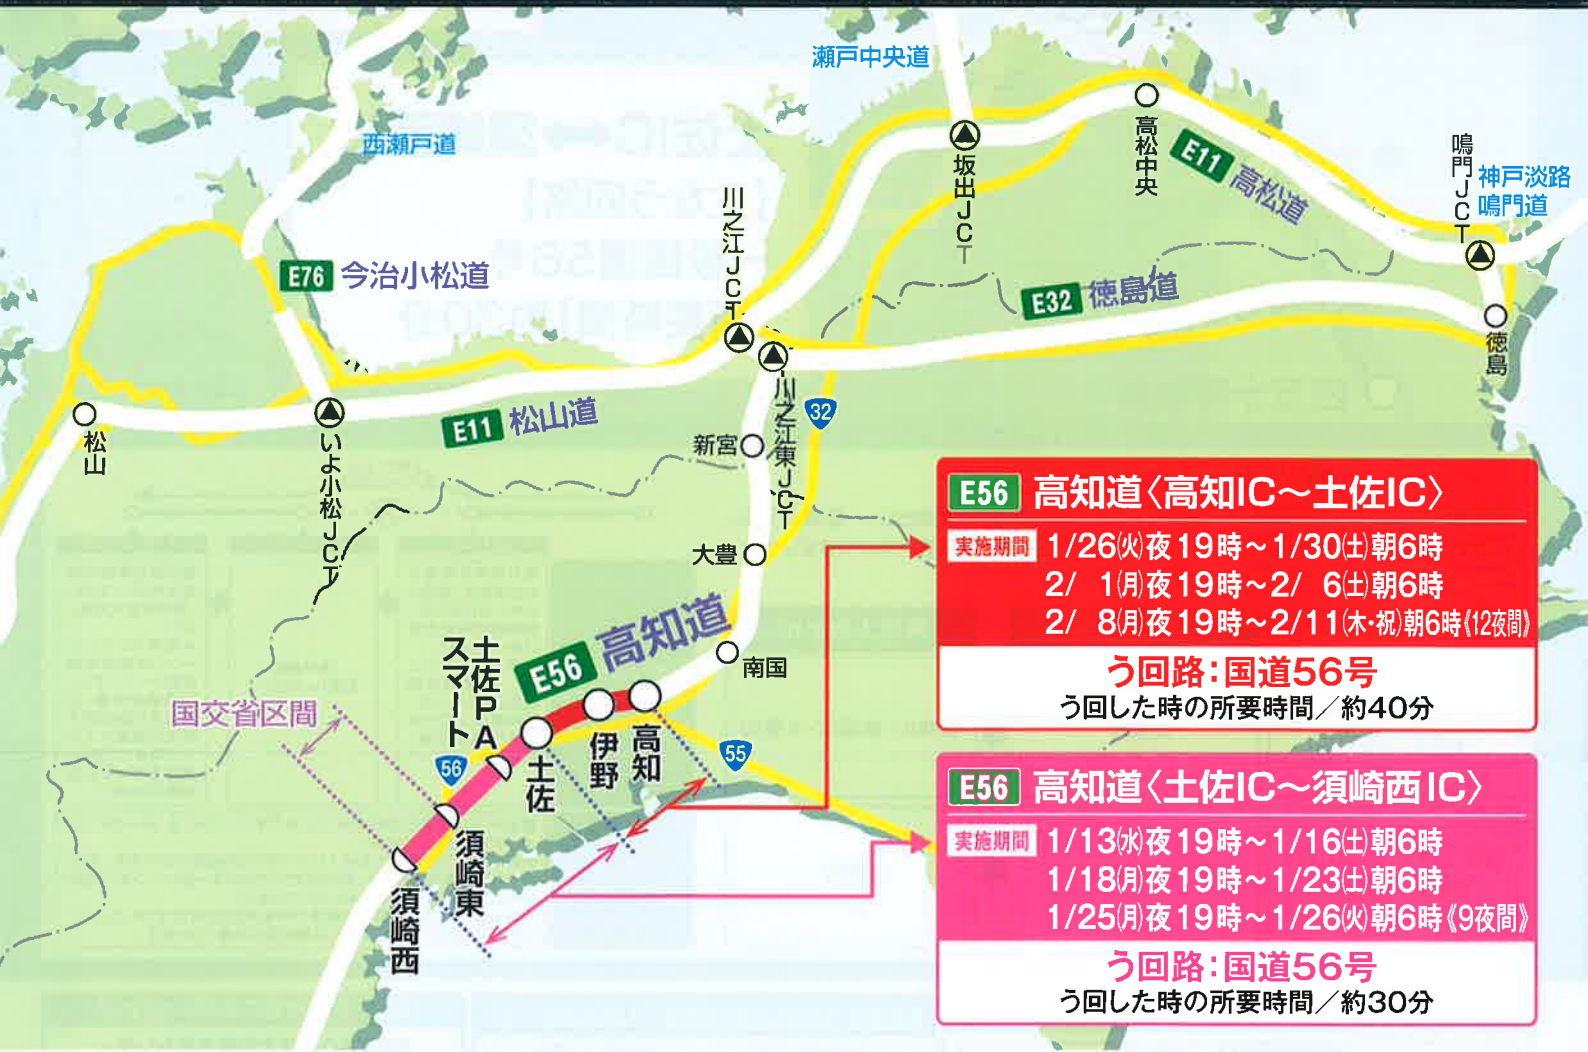 瀬戸中央道
西瀬戸道
高松中央
E11 高松道
鳴門JCT
神戸淡路
鳴門道
坂出JCT
川之江JCT
E76 今治小松道
E32 徳島道
徳島
川之江東JCT
32
松山
いよ小松JCT
E11 松山道
新宮
大豊
E56 高知道
南国
土佐PA
スマート
国交省区間
56
55
高知
伊野
土佐
須崎東
須崎西
E56 高知道〈高知IC～土佐IC〉
実施期間 1/26(火)夜19時～1/30(土)朝6時
2/ 1(月)夜19時～2/ 6(土)朝6時
2/ 8(月)夜19時～2/11(木・祝)朝6時《12夜間》
う回路：国道56号
う回した時の所要時間／約40分
E56 高知道〈土佐IC～須崎西IC〉
実施期間 1/13(水)夜19時～1/16(土)朝6時
1/18(月)夜19時～1/23(土)朝6時
1/25(月)夜19時～1/26(火)朝6時《9夜間》
う回路：国道56号
う回した時の所要時間／約30分